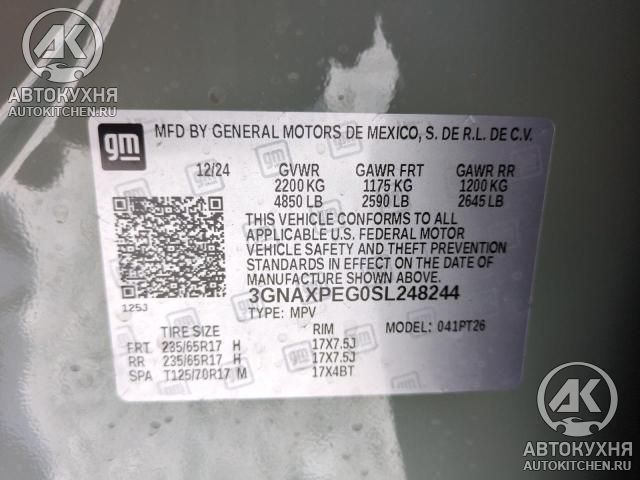 АВТОКУХНЯ
AUTOKITCHEN.RU
gm
MFD BY GENERAL MOTORS DE MEXICO, S. DE R.L. DE C.V.
12/24 GVWR GAWR FRT GAWR RR
2200 KG 1175 KG 1200 KG
4850 LB 2590 LB 2645 LB
THIS VEHICLE CONFORMS TO ALL
APPLICABLE U.S. FEDERAL MOTOR
VEHICLE SAFETY AND THEFT PREVENTION
STANDARDS IN EFFECT ON THE DATE OF
MANUFACTURE SHOWN ABOVE.
125J
3GNAXPEG0SL248244
TYPE: MPV
TIRE SIZE RIM MODEL: 041PT26
FRT 235/65R17 H 17X7.5J
RR 235/65R17 H 17X7.5J
SPA T125/70R17 M 17X4BT
АК
АВТОКУХНЯ
AUTOKITCHEN.RU